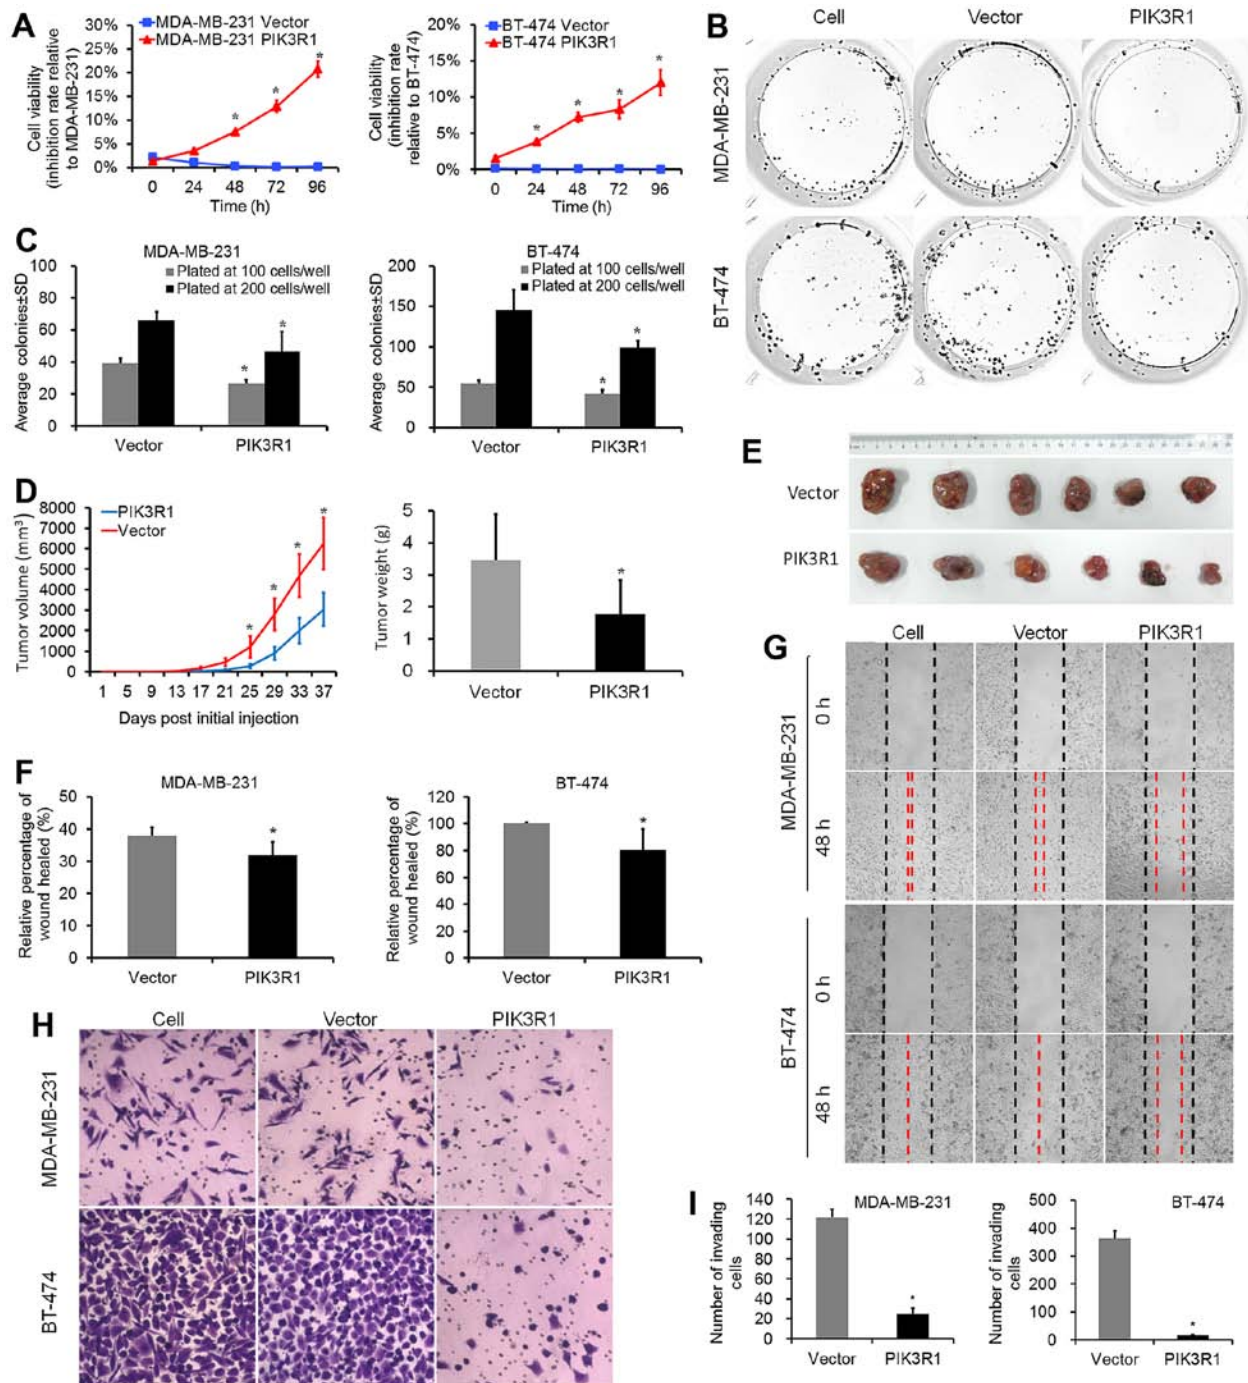 A
Cell viability
(inhibition rate relative
to MDA-MB-231)
30%
25%
20%
15%
10%
5%
0%
MDA-MB-231 Vector
MDA-MB-231 PIK3R1
*
*
*
0 24 48 72 96
Time (h)
Cell viability
(inhibition rate
relative to BT-474)
20%
15%
10%
5%
0%
BT-474 Vector
BT-474 PIK3R1
*
*
*
*
0 24 48 72 96
Time (h)
B
Cell Vector PIK3R1
MDA-MB-231
BT-474
C
MDA-MB-231
Average colonies±SD
100
80
60
40
20
0
Plated at 100 cells/well
Plated at 200 cells/well
*
*
Vector PIK3R1
BT-474
Average colonies±SD
200
150
100
50
0
Plated at 100 cells/well
Plated at 200 cells/well
*
*
Vector PIK3R1
D
Tumor volume (mm³)
8000
7000
6000
5000
4000
3000
2000
1000
0
PIK3R1
Vector
*
*
*
*
1 5 9 13 17 21 25 29 33 37
Days post initial injection
Tumor weight (g)
6
5
4
3
2
1
0
*
Vector PIK3R1
E
Vector
PIK3R1
F
MDA-MB-231
Relative percentage of
wound healed (%)
50
40
30
20
10
0
*
Vector PIK3R1
BT-474
Relative percentage of
wound healed (%)
120
100
80
60
40
20
0
*
Vector PIK3R1
G
Cell Vector PIK3R1
MDA-MB-231
0 h
48 h
BT-474
0 h
48 h
H
Cell Vector PIK3R1
MDA-MB-231
BT-474
I
MDA-MB-231
Number of invading
cells
140
120
100
80
60
40
20
0
*
Vector PIK3R1
BT-474
Number of invading
cells
500
400
300
200
100
0
*
Vector PIK3R1